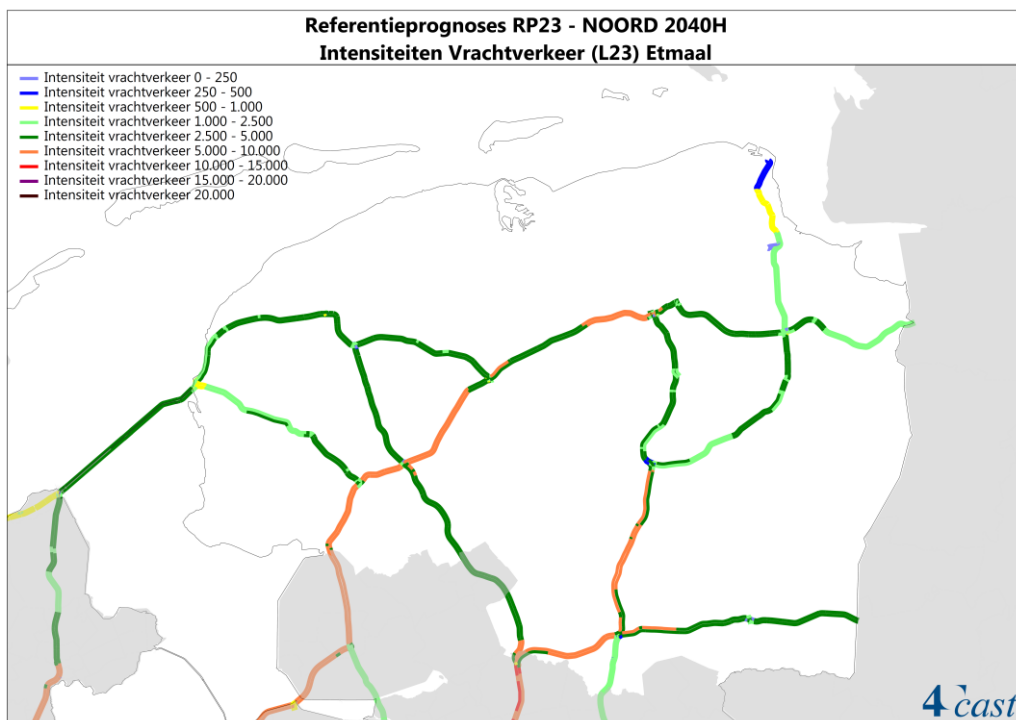 Referentieprognoses RP23 - NOORD 2040H
Intensiteiten Vrachtverkeer (L23) Etmaal
Intensiteit vrachtverkeer 0 - 250
Intensiteit vrachtverkeer 250 - 500
Intensiteit vrachtverkeer 500 - 1.000
Intensiteit vrachtverkeer 1.000 - 2.500
Intensiteit vrachtverkeer 2.500 - 5.000
Intensiteit vrachtverkeer 5.000 - 10.000
Intensiteit vrachtverkeer 10.000 - 15.000
Intensiteit vrachtverkeer 15.000 - 20.000
Intensiteit vrachtverkeer 20.000
4cast